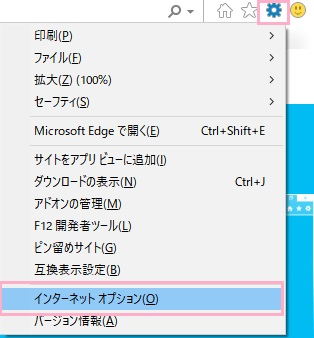 印刷(P)
ファイル(F)
拡大(Z) (100%)
セーフティ(S)
Microsoft Edge で開く(E) Ctrl+Shift+E
サイトをアプリ ビューに追加(I)
ダウンロードの表示(N) Ctrl+J
アドオンの管理(M)
F12 開発者ツール(L)
ピン留めサイト(G)
互換表示設定(B)
インターネット オプション(O)
バージョン情報(A)